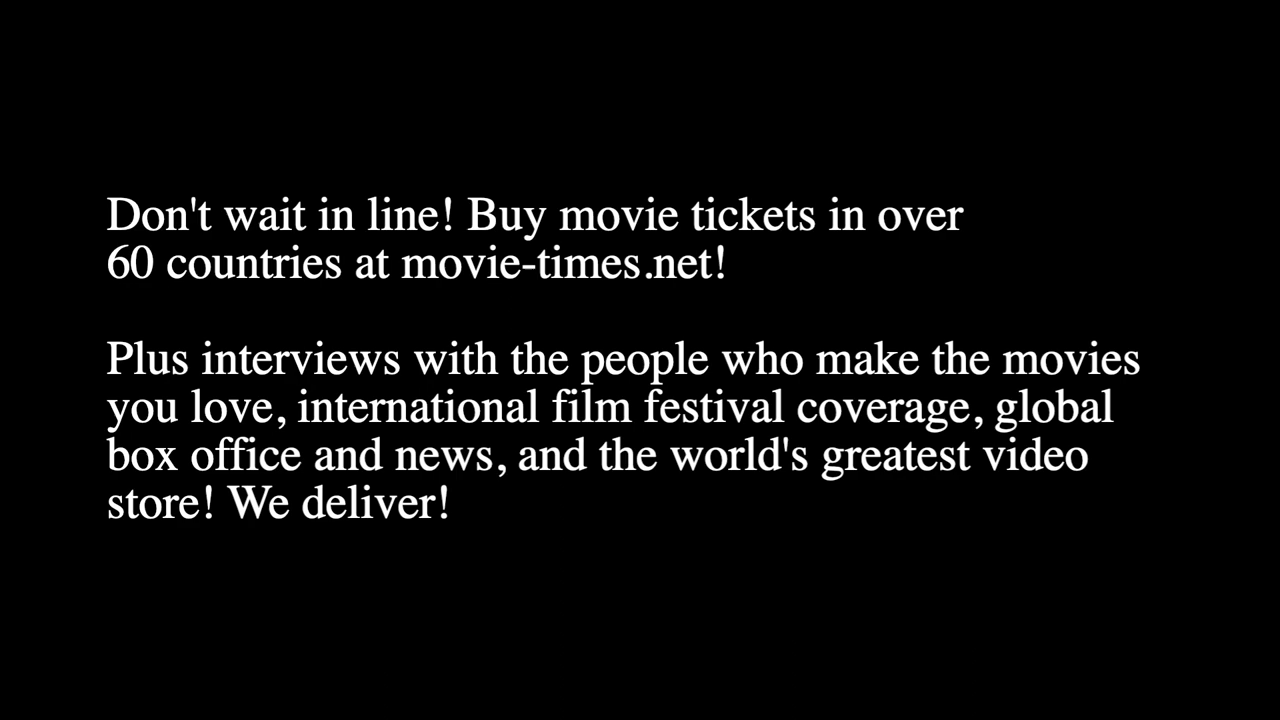 Don't wait in line! Buy movie tickets in over
60 countries at movie-times.net!
Plus interviews with the people who make the movies
you love, international film festival coverage, global
box office and news, and the world's greatest video
store! We deliver!